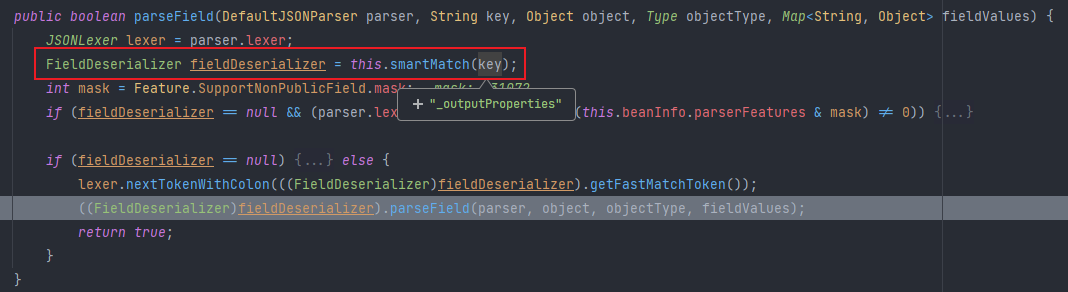 public boolean parseField(DefaultJSONParser parser, String key, Object object, Type objectType, Map<String, Object> fieldValues) {
JSONLexer lexer = parser.lexer;
FieldDeserializer fieldDeserializer = this.smartMatch(key);
int mask = Feature.SupportNonPublicField.mask; mask: 131072
+ "_outputProperties"
if (fieldDeserializer == null && (parser.lex (this.beanInfo.parserFeatures & mask) ≠ 0)) {...}
if (fieldDeserializer == null) {...} else {
lexer.nextTokenWithColon(((FieldDeserializer)fieldDeserializer).getFastMatchToken());
((FieldDeserializer)fieldDeserializer).parseField(parser, object, objectType, fieldValues);
return true;
}
}